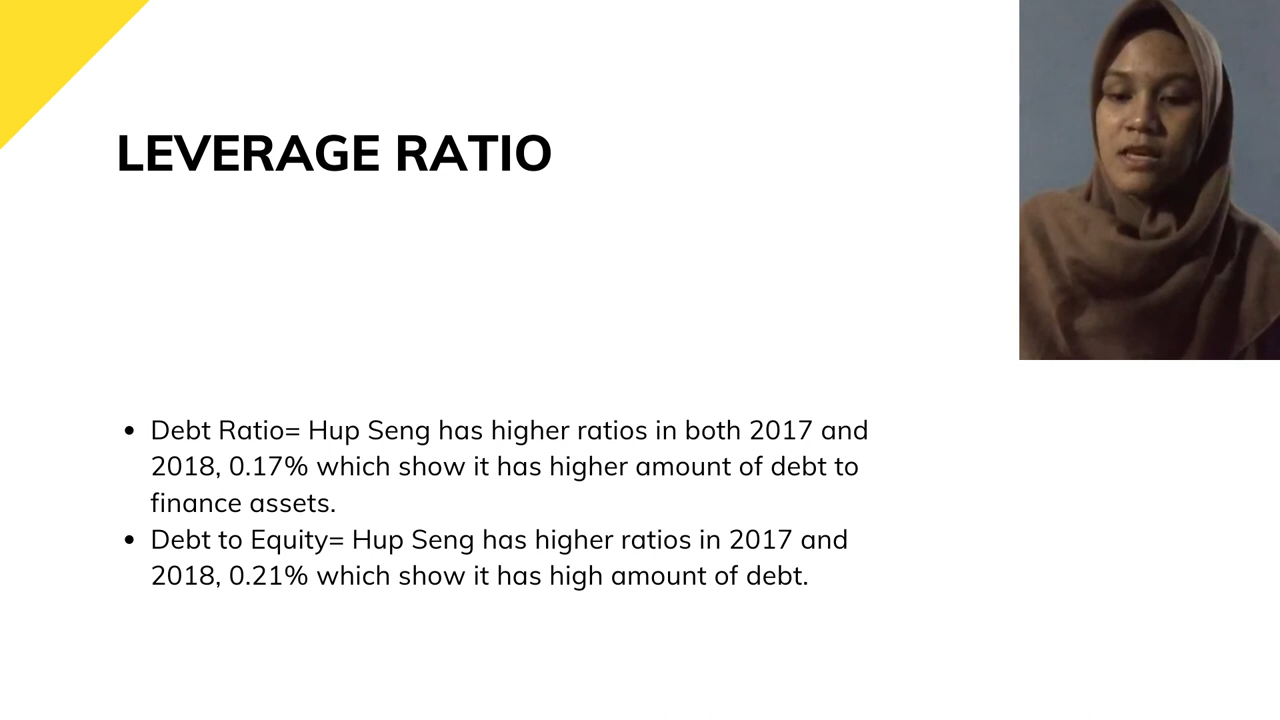 LEVERAGE RATIO
Debt Ratio= Hup Seng has higher ratios in both 2017 and
2018, 0.17% which show it has higher amount of debt to
finance assets.
Debt to Equity= Hup Seng has higher ratios in 2017 and
2018, 0.21% which show it has high amount of debt.